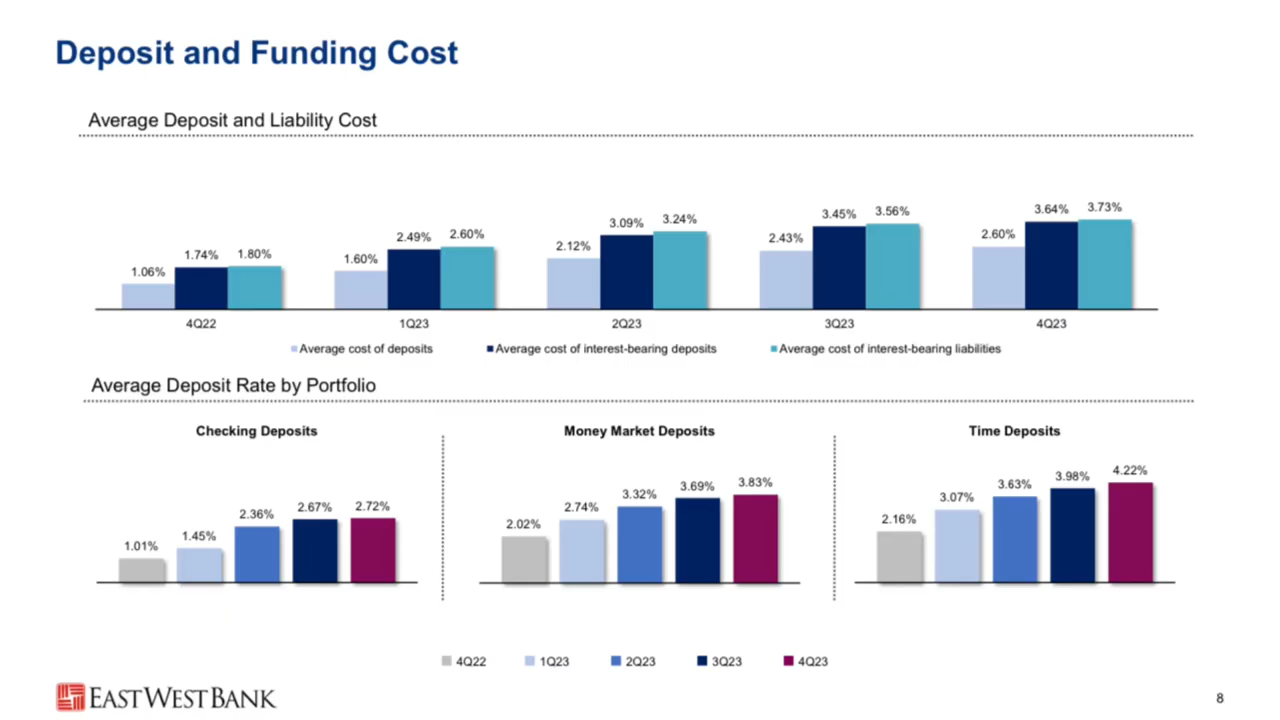 Deposit and Funding Cost
Average Deposit and Liability Cost
1.06% 1.74% 1.80%
1.60% 2.49% 2.60%
2.12% 3.09% 3.24%
2.43% 3.45% 3.56%
2.60% 3.64% 3.73%
4Q22 1Q23 2Q23 3Q23 4Q23
Average cost of deposits Average cost of interest-bearing deposits Average cost of interest-bearing liabilities
Average Deposit Rate by Portfolio
Checking Deposits
1.01% 1.45% 2.36% 2.67% 2.72%
Money Market Deposits
2.02% 2.74% 3.32% 3.69% 3.83%
Time Deposits
2.16% 3.07% 3.63% 3.98% 4.22%
4Q22 1Q23 2Q23 3Q23 4Q23
EASTWESTBANK
8